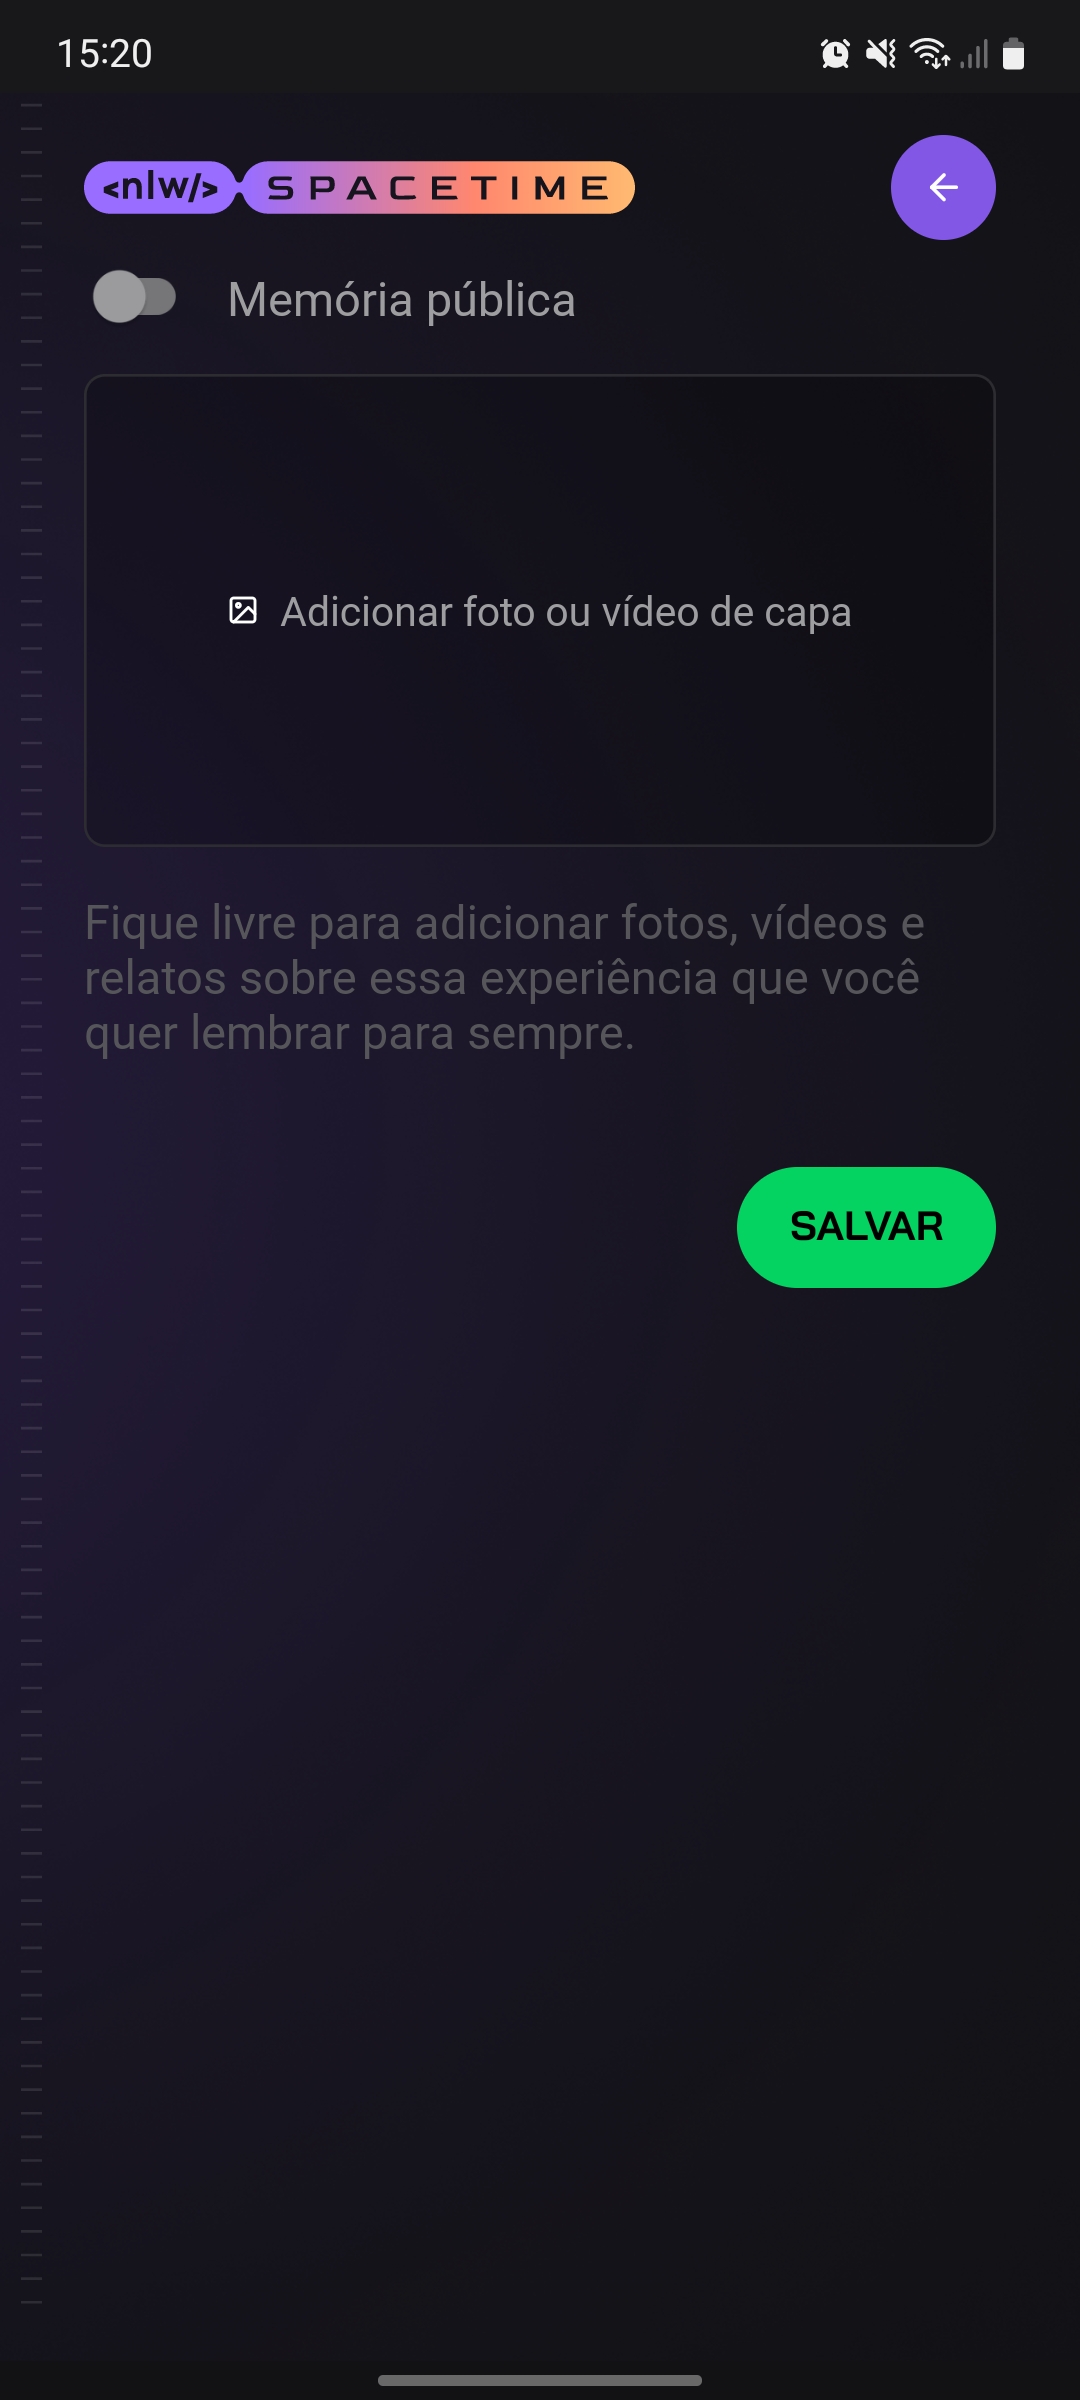 15:20
<nlw/> SPACETIME
Memória pública
Adicionar foto ou vídeo de capa
Fique livre para adicionar fotos, vídeos e
relatos sobre essa experiência que você
quer lembrar para sempre.
SALVAR